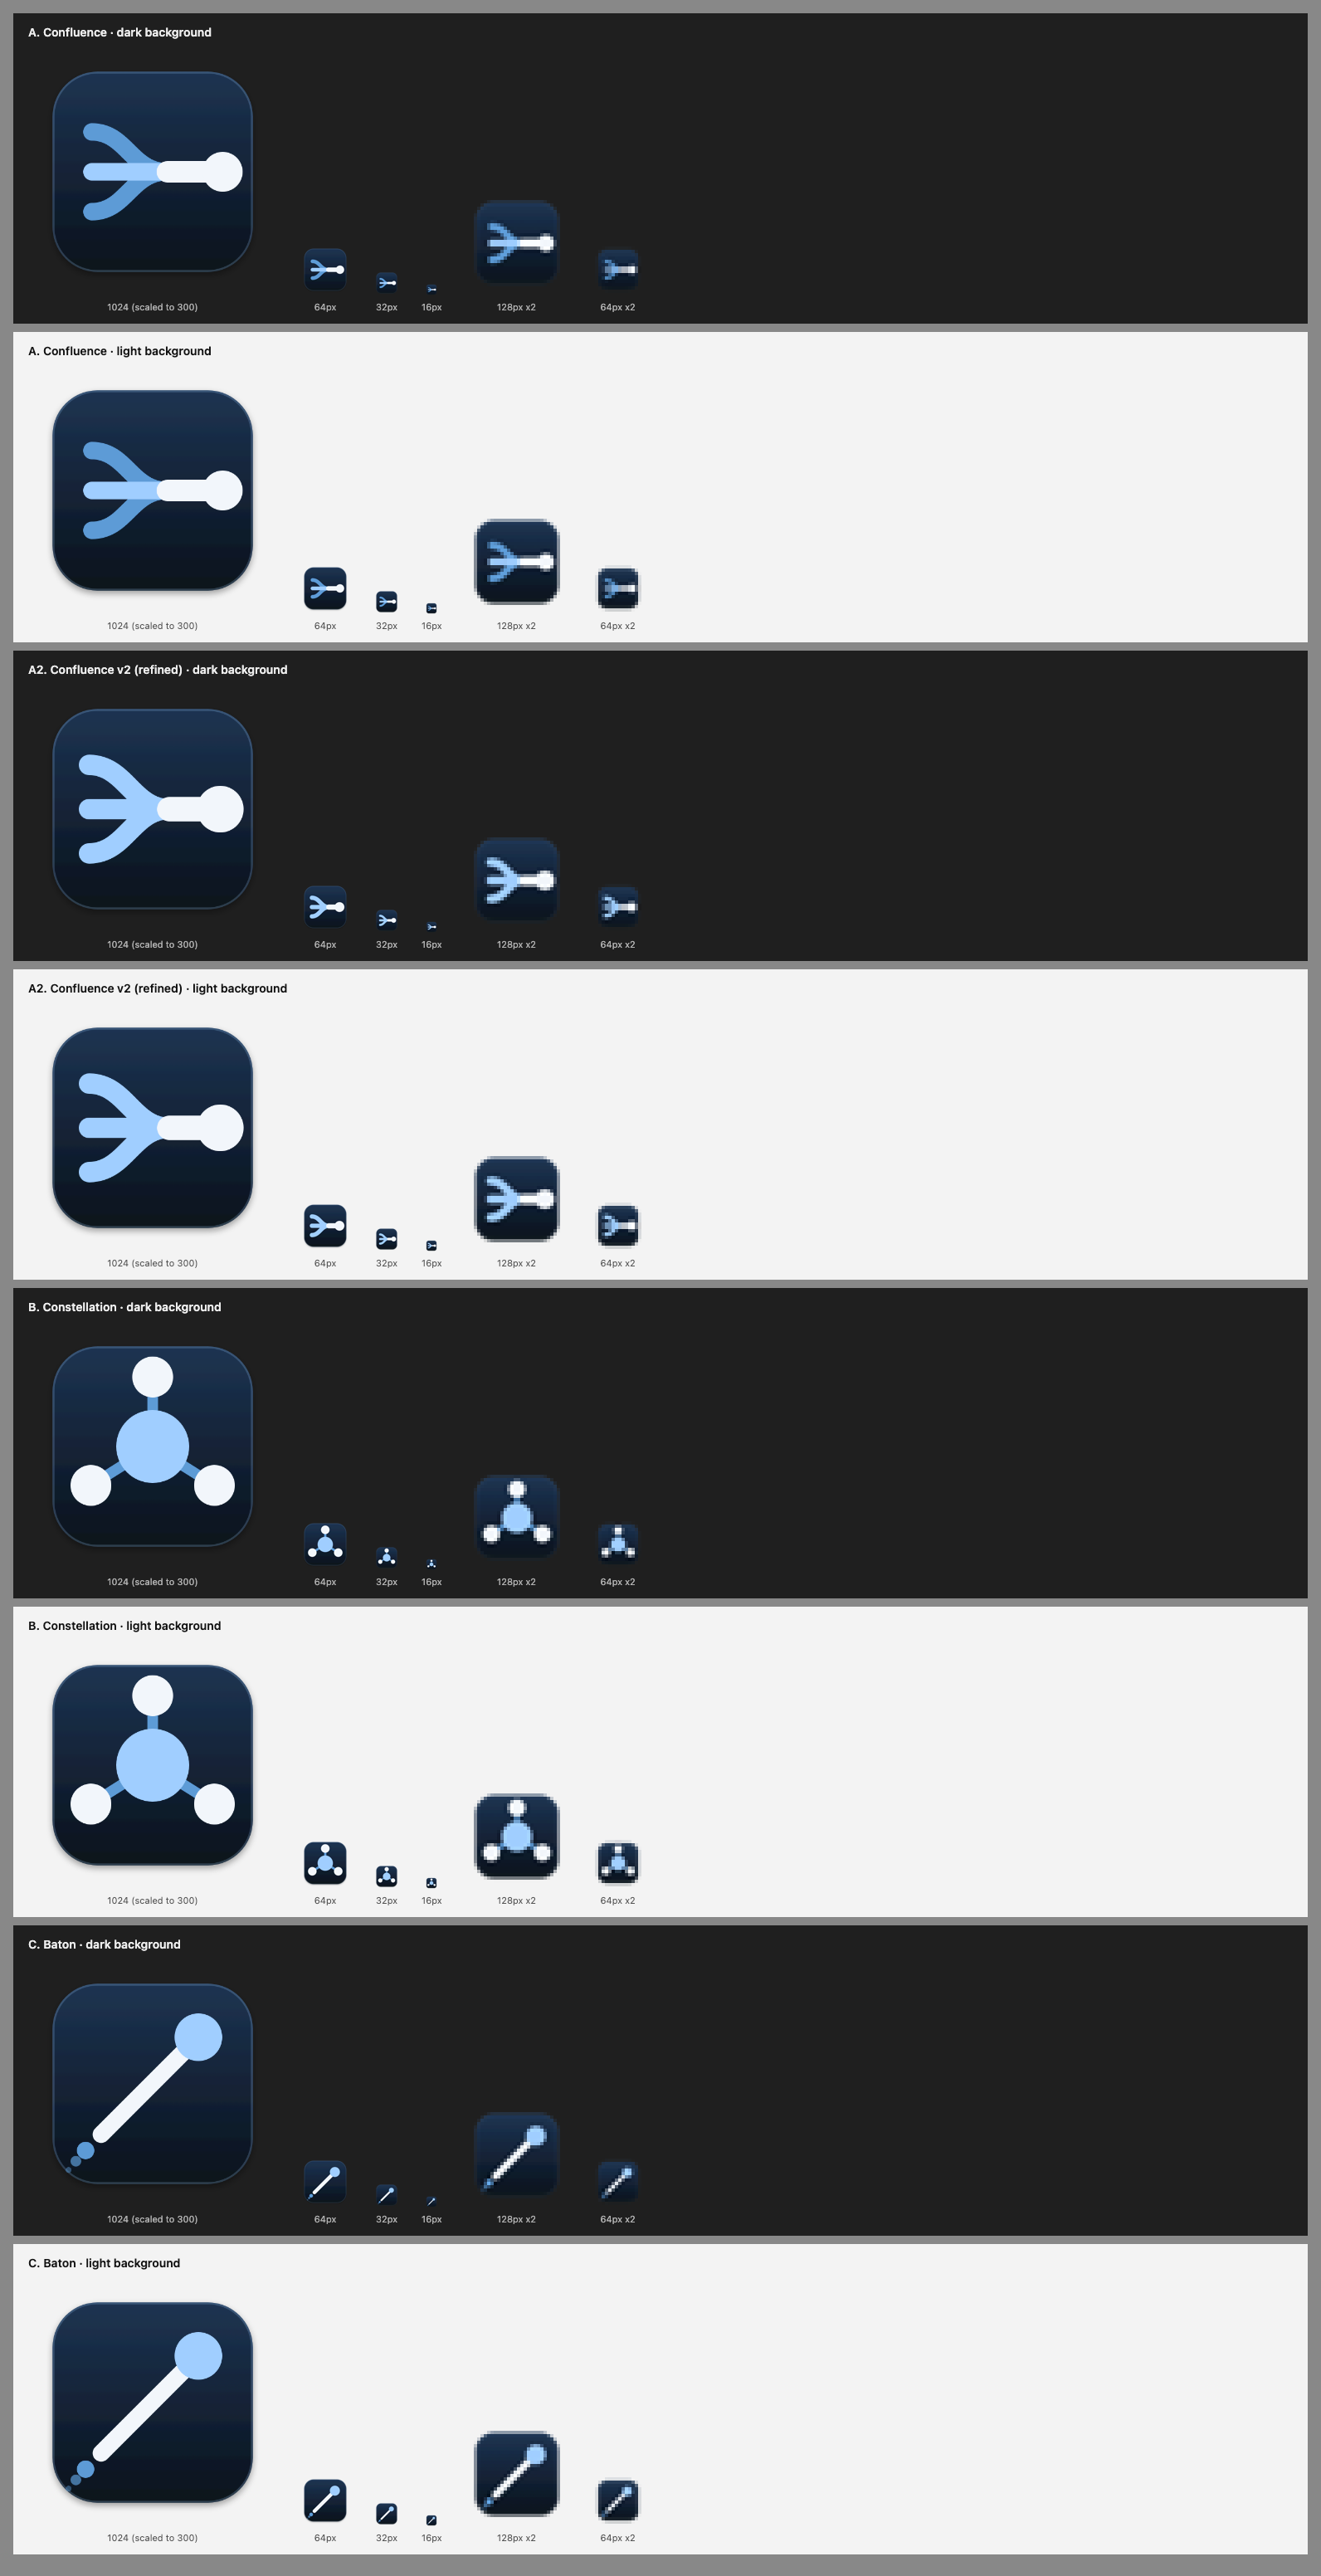 A. Confluence · dark background
1024 (scaled to 300) 64px 32px 16px 128px x2 64px x2
A. Confluence · light background
1024 (scaled to 300) 64px 32px 16px 128px x2 64px x2
A2. Confluence v2 (refined) · dark background
1024 (scaled to 300) 64px 32px 16px 128px x2 64px x2
A2. Confluence v2 (refined) · light background
1024 (scaled to 300) 64px 32px 16px 128px x2 64px x2
B. Constellation · dark background
1024 (scaled to 300) 64px 32px 16px 128px x2 64px x2
B. Constellation · light background
1024 (scaled to 300) 64px 32px 16px 128px x2 64px x2
C. Baton · dark background
1024 (scaled to 300) 64px 32px 16px 128px x2 64px x2
C. Baton · light background
1024 (scaled to 300) 64px 32px 16px 128px x2 64px x2